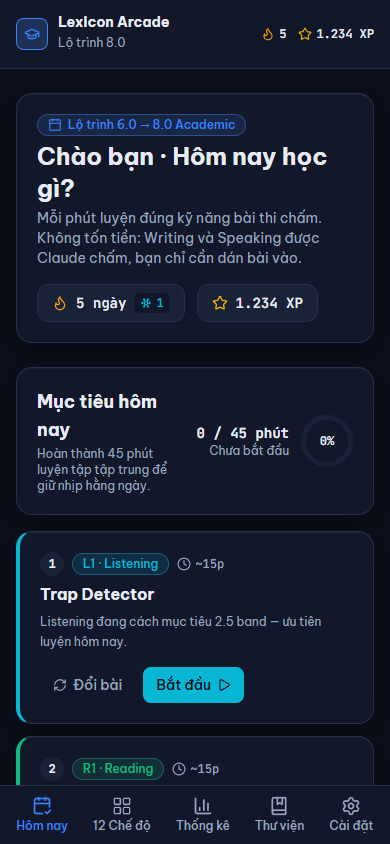 Lexicon Arcade
Lộ trình 8.0
5
1.234 XP
Lộ trình 6.0→8.0 Academic
Chào bạn · Hôm nay học
gì?
Mỗi phút luyện đúng kỹ năng bài thi chấm.
Không tốn tiền: Writing và Speaking được
Claude chấm, bạn chỉ cần dán bài vào.
5 ngày
1
1.234 XP
Mục tiêu hôm
nay
Hoàn thành 45 phút
luyện tập tập trung để
giữ nhịp hằng ngày.
0 / 45 phút
Chưa bắt đầu
0%
1
L1 · Listening
~15p
Trap Detector
Listening đang cách mục tiêu 2.5 band — ưu tiên
luyện hôm nay.
Đổi bài
Bắt đầu
2
R1 · Reading
~15p
Hôm nay
12 Chế độ
Thống kê
Thư viện
Cài đặt